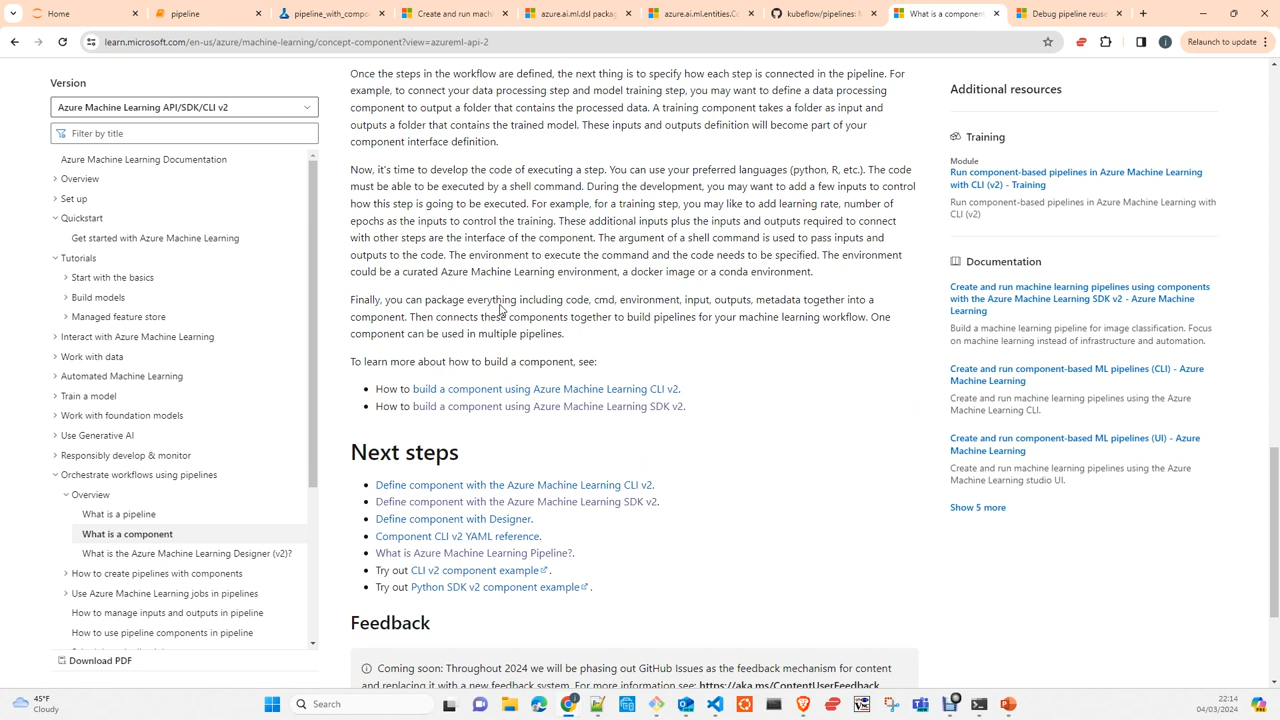 pipeline
pipeline_with_compo
Create and run mach
azure.ai.ml.dsl packag
azure.ai.ml.entities.Co
kubeflow/pipelines: M
What is a component
Debug pipeline reuse
learn.microsoft.com/en-us/azure/machine-learning/concept-component?view=azureml-api-2
Relaunch to update
Version
Azure Machine Learning API/SDK/CLI v2
Filter by title
Azure Machine Learning Documentation
Overview
Set up
Quickstart
Get started with Azure Machine Learning
Tutorials
Start with the basics
Build models
Managed feature store
Interact with Azure Machine Learning
Work with data
Automated Machine Learning
Train a model
Work with foundation models
Use Generative AI
Responsibly develop & monitor
Orchestrate workflows using pipelines
Overview
What is a pipeline
What is a component
What is the Azure Machine Learning Designer (v2)?
How to create pipelines with components
Use Azure Machine Learning jobs in pipelines
How to manage inputs and outputs in pipeline
How to use pipeline components in pipeline
Download PDF
Once the steps in the workflow are defined, the next thing is to specify how each step is connected in the pipeline. For
example, to connect your data processing step and model training step, you may want to define a data processing
component to output a folder that contains the processed data. A training component takes a folder as input and
outputs a folder that contains the trained model. These inputs and outputs definition will become part of your
component interface definition.
Now, it's time to develop the code of executing a step. You can use your preferred languages (python, R, etc.). The code
must be able to be executed by a shell command. During the development, you may want to add a few inputs to control
how this step is going to be executed. For example, for a training step, you may like to add learning rate, number of
epochs as the inputs to control the training. These additional inputs plus the inputs and outputs required to connect
with other steps are the interface of the component. The argument of a shell command is used to pass inputs and
outputs to the code. The environment to execute the command and the code needs to be specified. The environment
could be a curated Azure Machine Learning environment, a docker image or a conda environment.
Finally, you can package everything including code, cmd, environment, input, outputs, metadata together into a
component. Then connects these components together to build pipelines for your machine learning workflow. One
component can be used in multiple pipelines.
To learn more about how to build a component, see:
• How to build a component using Azure Machine Learning CLI v2.
• How to build a component using Azure Machine Learning SDK v2.
Next steps
• Define component with the Azure Machine Learning CLI v2.
• Define component with the Azure Machine Learning SDK v2.
• Define component with Designer.
• Component CLI v2 YAML reference.
• What is Azure Machine Learning Pipeline?.
• Try out CLI v2 component example.
• Try out Python SDK v2 component example.
Feedback
Coming soon: Throughout 2024 we will be phasing out GitHub Issues as the feedback mechanism for content
and replacing it with a new feedback system. For more information see: https://aka.ms/ContentUserFeedback
Additional resources
Training
Module
Run component-based pipelines in Azure Machine Learning
with CLI (v2) - Training
Run component-based pipelines in Azure Machine Learning with
CLI (v2)
Documentation
Create and run machine learning pipelines using components
with the Azure Machine Learning SDK v2 - Azure Machine
Learning
Build a machine learning pipeline for image classification. Focus
on machine learning instead of infrastructure and automation.
Create and run component-based ML pipelines (CLI) - Azure
Machine Learning
Create and run machine learning pipelines using the Azure
Machine Learning CLI.
Create and run component-based ML pipelines (UI) - Azure
Machine Learning
Create and run machine learning pipelines using the Azure
Machine Learning studio UI.
Show 5 more
45°F
Cloudy
Search
22:14
04/03/2024